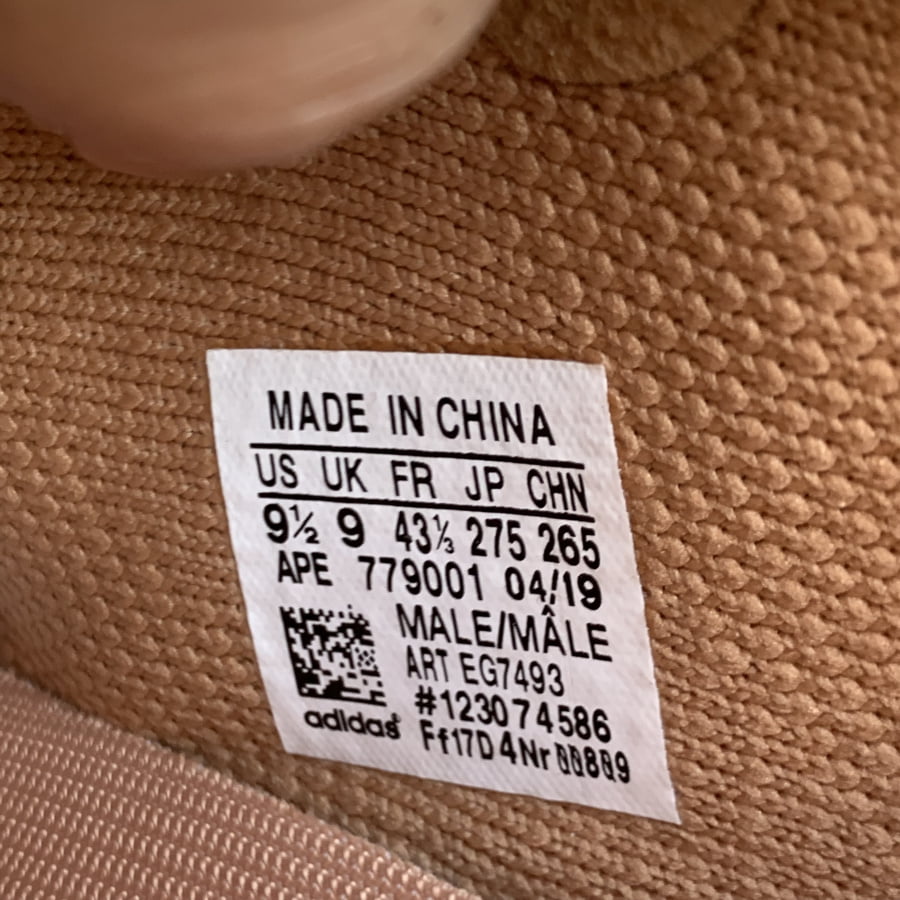 MADE IN CHINA
US UK FR JP CHN
9½ 9 43⅓ 275 265
APE 779001 04/19
MALE/MÂLE
ART EG7493
#123074586
adidas
Ff17D4Nr00809